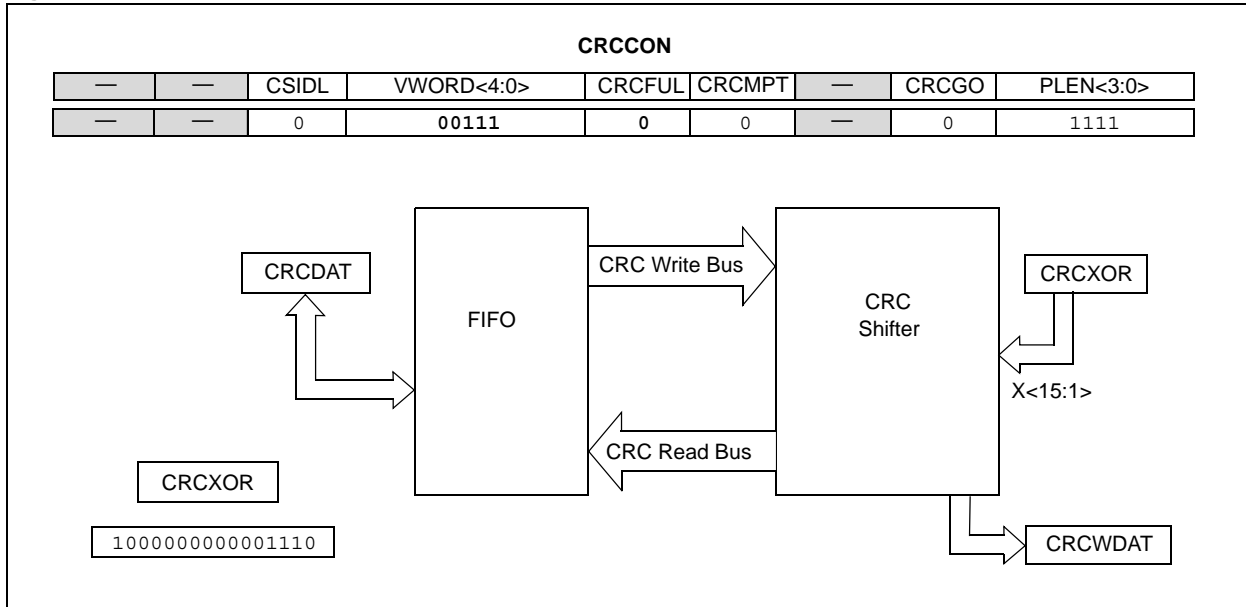 CRCCON
— — CSIDL VWORD<4:0> CRCFUL CRCMPT — CRCGO PLEN<3:0>
— — 0 00111 0 0 — 0 1111
CRCDAT
FIFO
CRC Write Bus
CRC
Shifter
CRCXOR
X<15:1>
CRC Read Bus
CRCXOR
1000000000001110
CRCWDAT